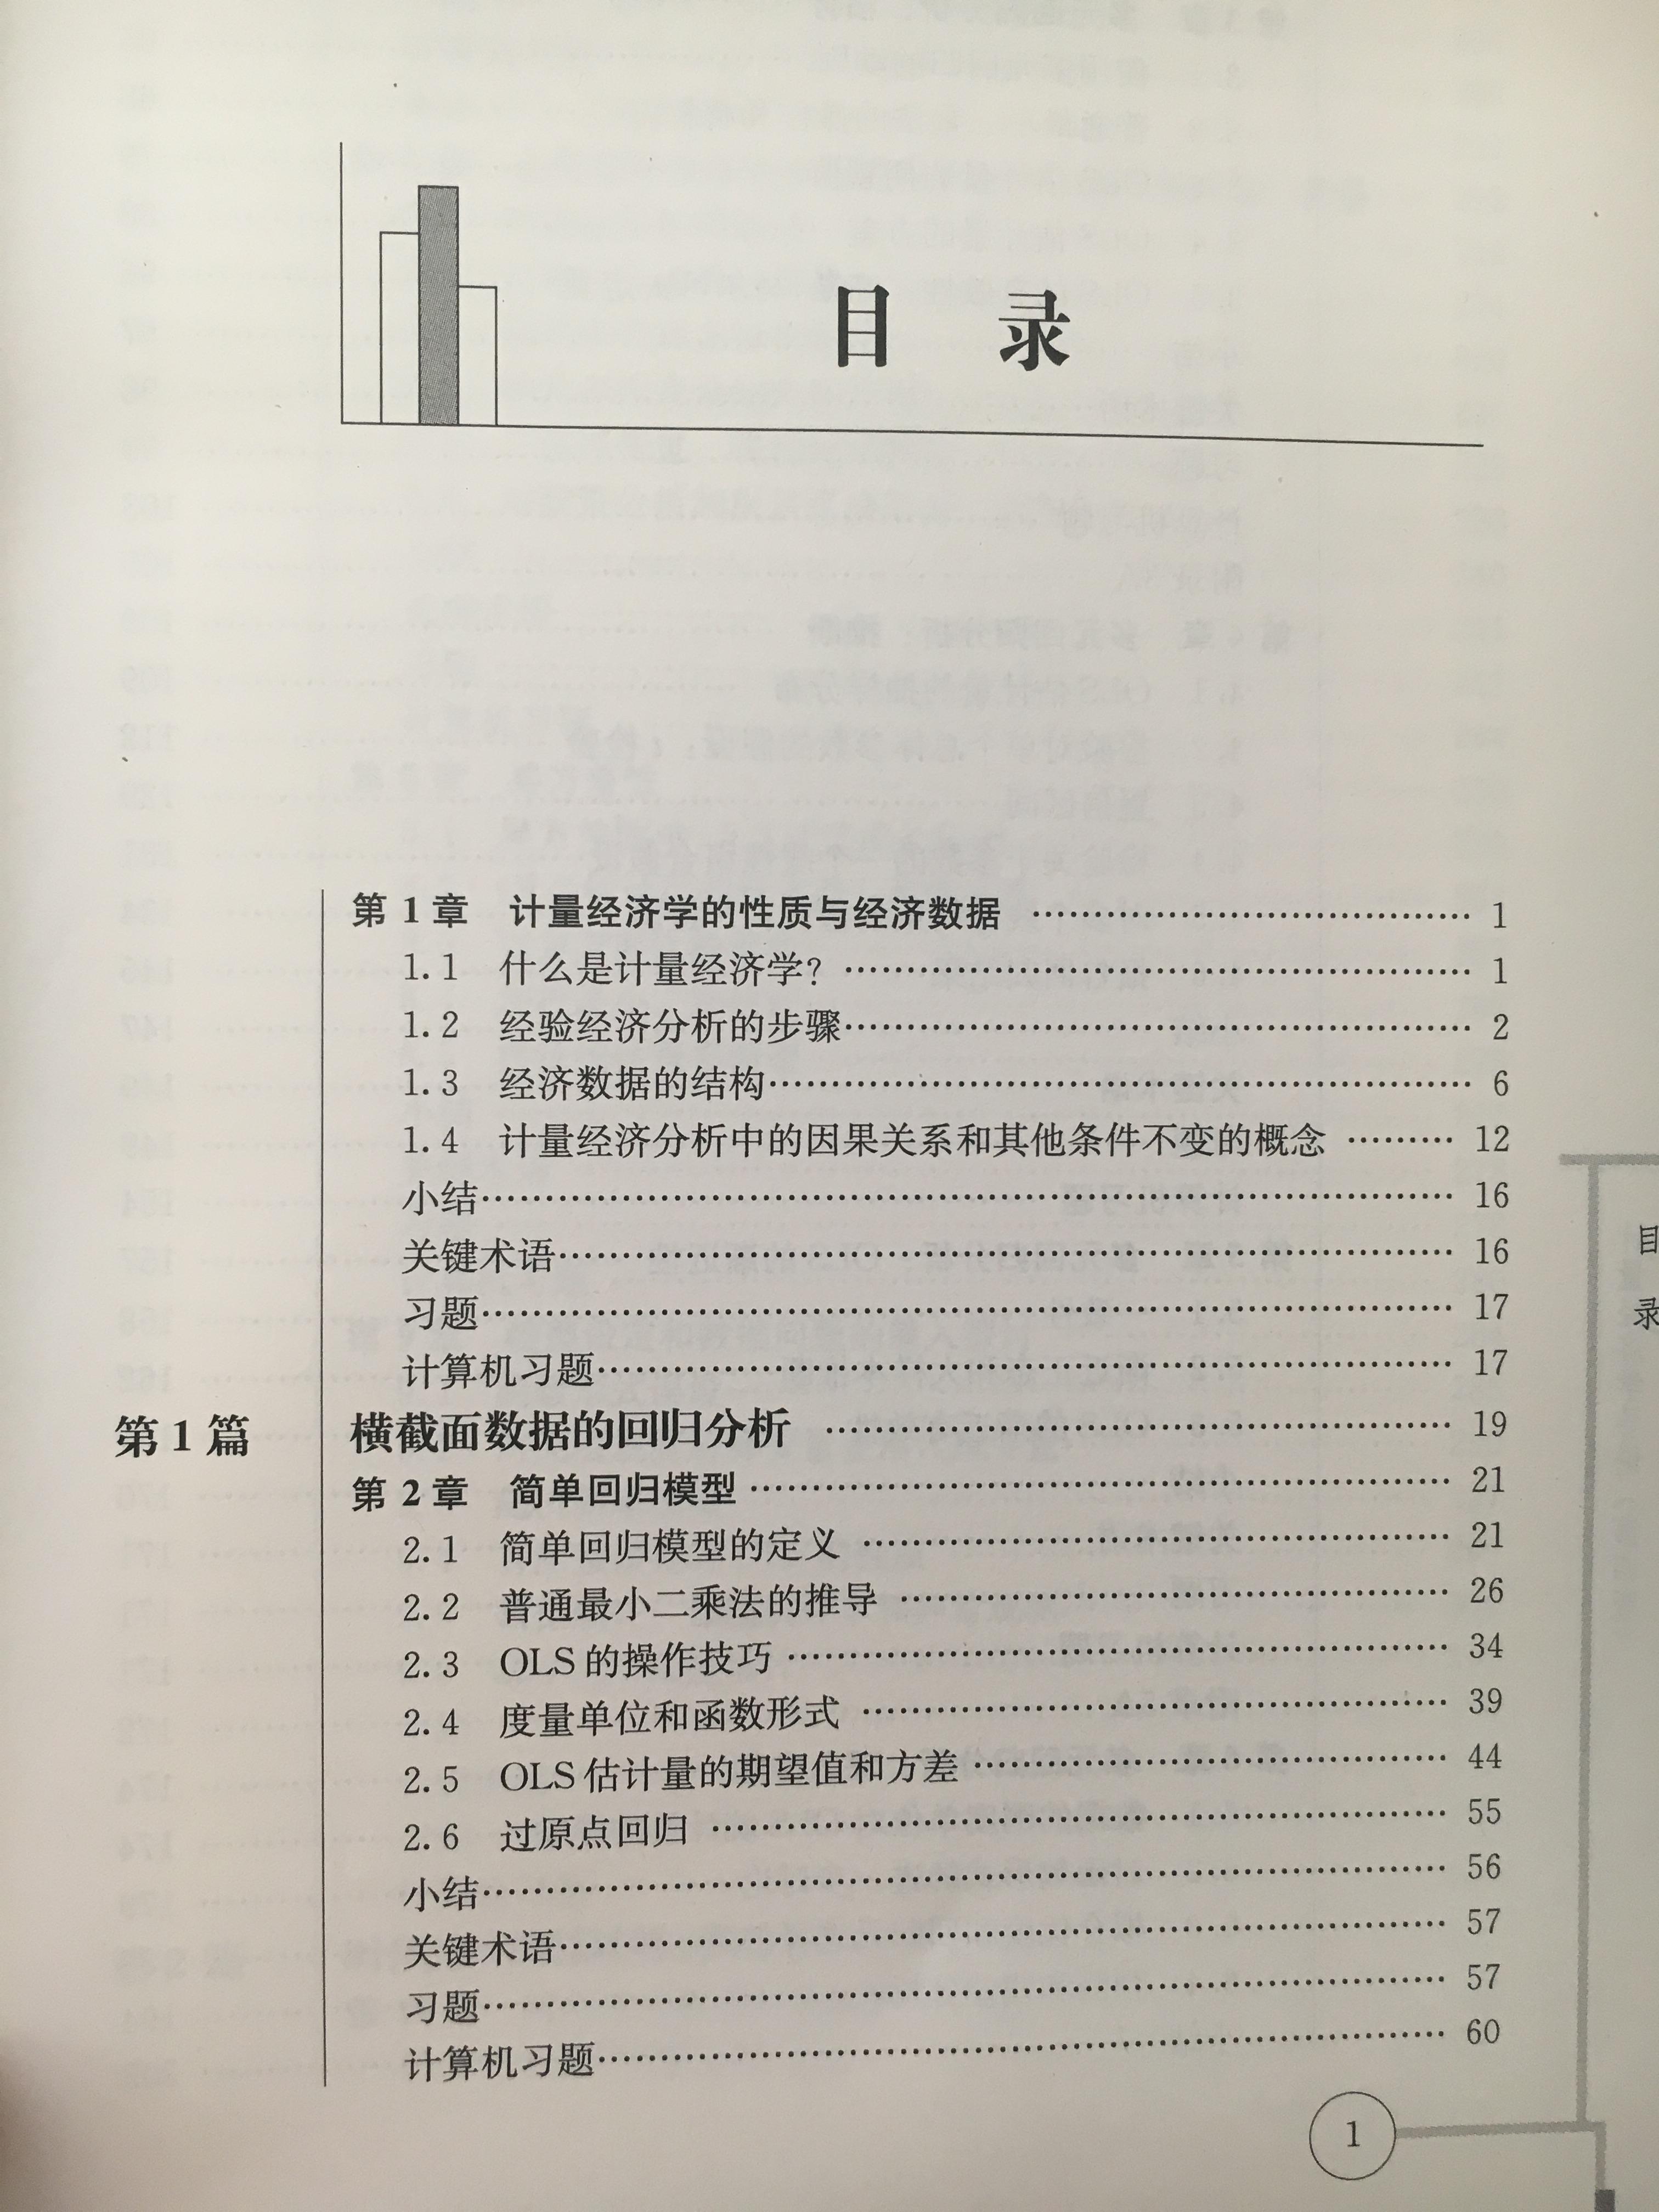 目 录
第 1 章 计量经济学的性质与经济数据 …………………………… 1
1.1 什么是计量经济学? …………………………… 1
1.2 经验经济分析的步骤…………………………… 2
1.3 经济数据的结构…………………………… 6
1.4 计量经济分析中的因果关系和其他条件不变的概念 ……… 12
小结…………………………… 16
关键术语…………………………… 16
习题…………………………… 17
计算机习题…………………………… 17
第 1 篇 横截面数据的回归分析 …………………………… 19
第 2 章 简单回归模型 …………………………… 21
2.1 简单回归模型的定义 …………………………… 21
2.2 普通最小二乘法的推导 …………………………… 26
2.3 OLS 的操作技巧 …………………………… 34
2.4 度量单位和函数形式 …………………………… 39
2.5 OLS 估计量的期望值和方差 …………………………… 44
2.6 过原点回归 …………………………… 55
小结…………………………… 56
关键术语…………………………… 57
习题…………………………… 57
计算机习题…………………………… 60
目
录
1